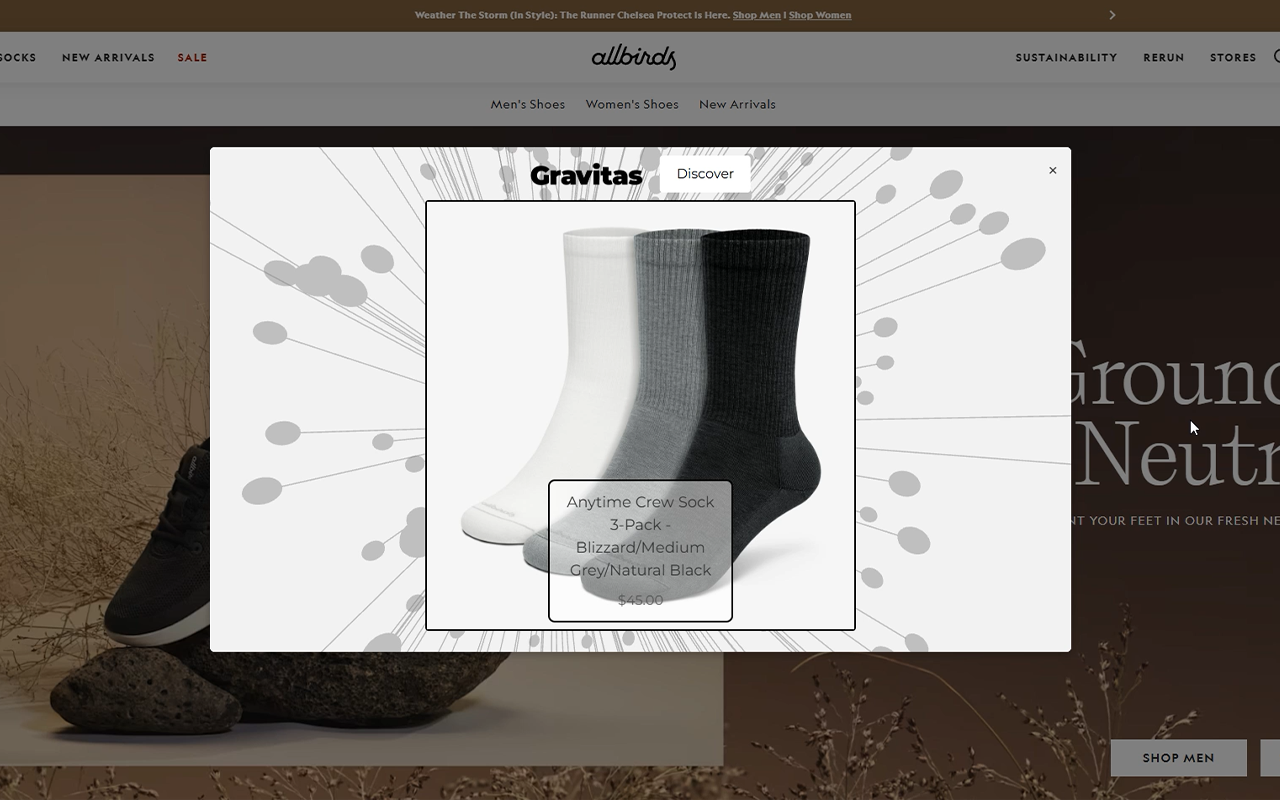 Weather The Storm (In Style): The Runner Chelsea Protect Is Here. Shop Men | Shop Women
SOCKS NEW ARRIVALS SALE
allbirds
SUSTAINABILITY RERUN STORES
Men's Shoes Women's Shoes New Arrivals
Gravitas
Discover
×
Anytime Crew Sock
3-Pack -
Blizzard/Medium
Grey/Natural Black
$45.00
Ground
Neutr
NT YOUR FEET IN OUR FRESH NE
SHOP MEN